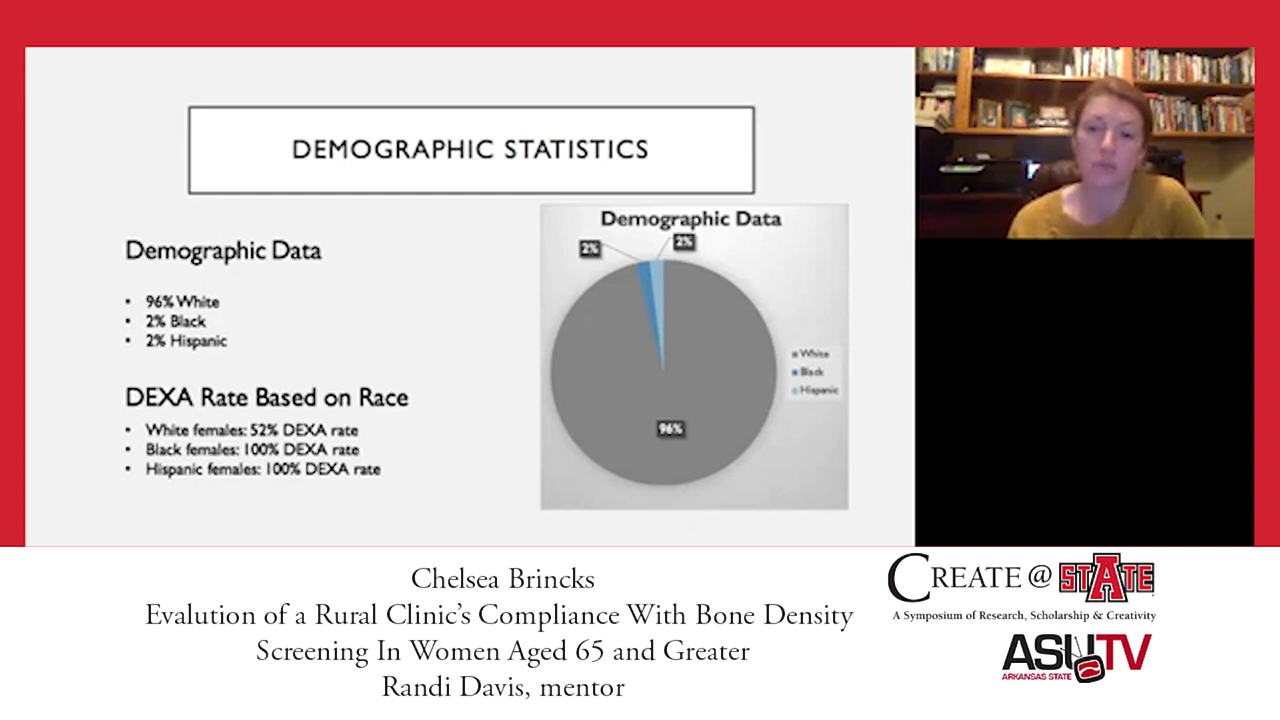 DEMOGRAPHIC STATISTICS
Demographic Data
• 96% White
• 2% Black
• 2% Hispanic
DEXA Rate Based on Race
• White females: 52% DEXA rate
• Black females: 100% DEXA rate
• Hispanic females: 100% DEXA rate
Demographic Data
2%
2%
96%
White
Black
Hispanic
Chelsea Brincks
Evalution of a Rural Clinic's Compliance With Bone Density
Screening In Women Aged 65 and Greater
Randi Davis, mentor
CREATE @ STATE
A Symposium of Research, Scholarship & Creativity
ASUTV
ARKANSAS STATE